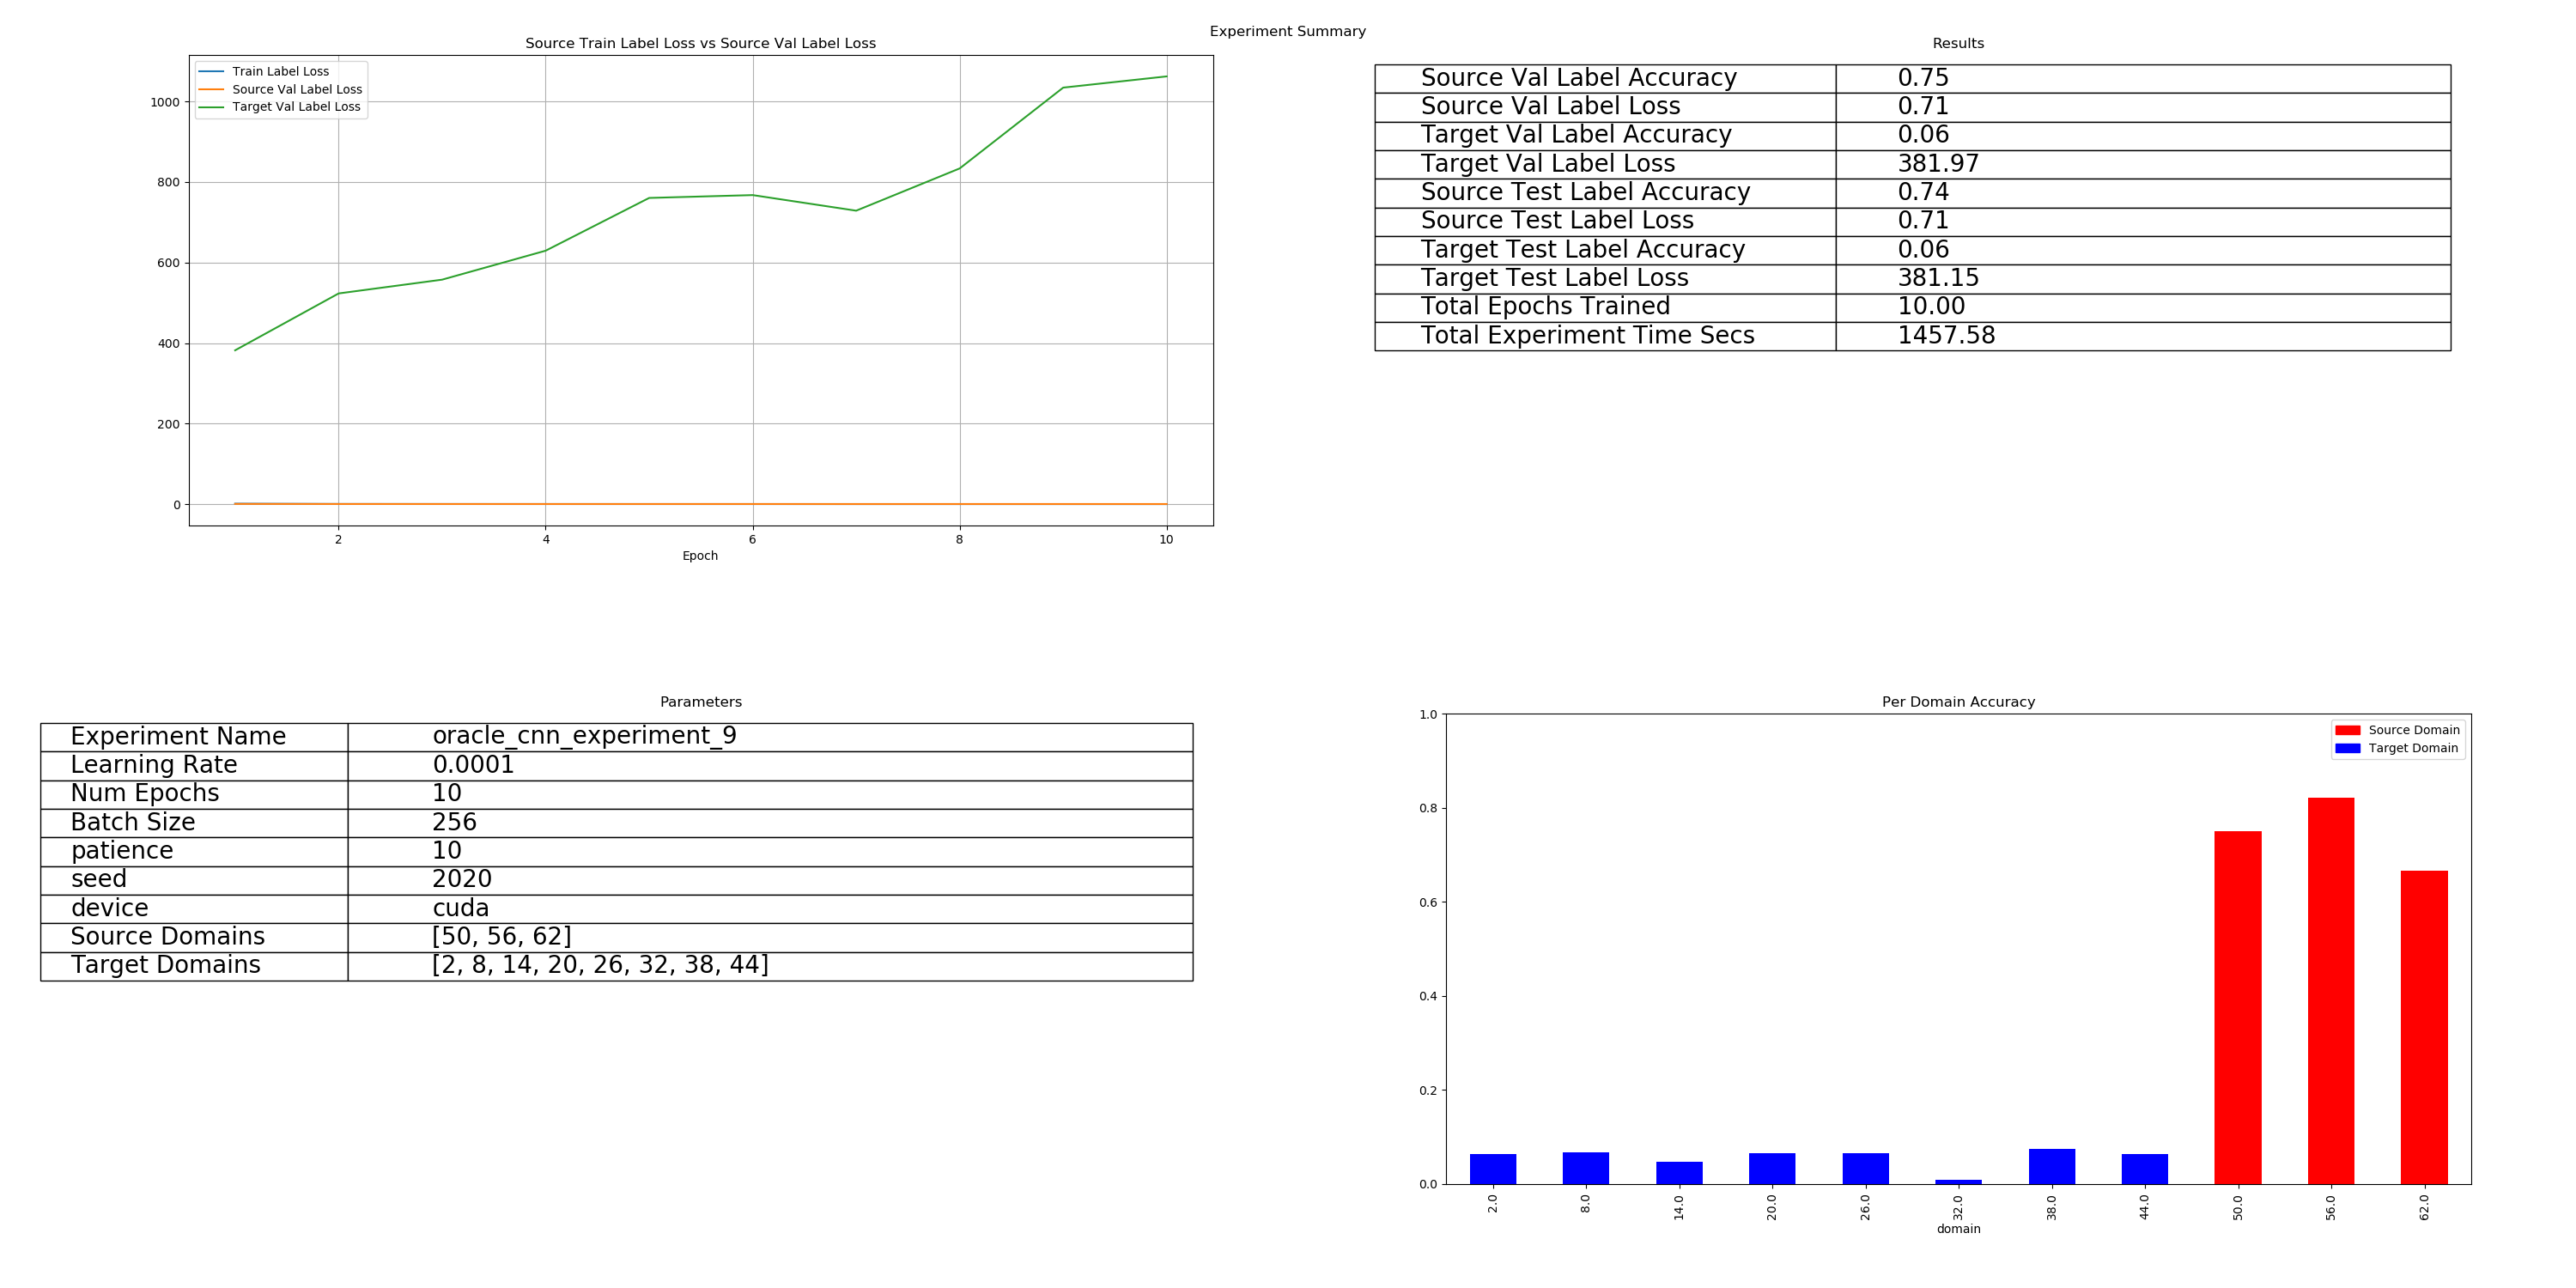 Experiment Summary
Source Train Label Loss vs Source Val Label Loss
Train Label Loss
Source Val Label Loss
Target Val Label Loss
1000
800
600
400
200
0
2 4 6 8 10
Epoch
Results
Source Val Label Accuracy 0.75
Source Val Label Loss 0.71
Target Val Label Accuracy 0.06
Target Val Label Loss 381.97
Source Test Label Accuracy 0.74
Source Test Label Loss 0.71
Target Test Label Accuracy 0.06
Target Test Label Loss 381.15
Total Epochs Trained 10.00
Total Experiment Time Secs 1457.58
Parameters
Experiment Name oracle_cnn_experiment_9
Learning Rate 0.0001
Num Epochs 10
Batch Size 256
patience 10
seed 2020
device cuda
Source Domains [50, 56, 62]
Target Domains [2, 8, 14, 20, 26, 32, 38, 44]
Per Domain Accuracy
Source Domain
Target Domain
1.0
0.8
0.6
0.4
0.2
0.0
2.0 8.0 14.0 20.0 26.0 32.0 38.0 44.0 50.0 56.0 62.0
domain